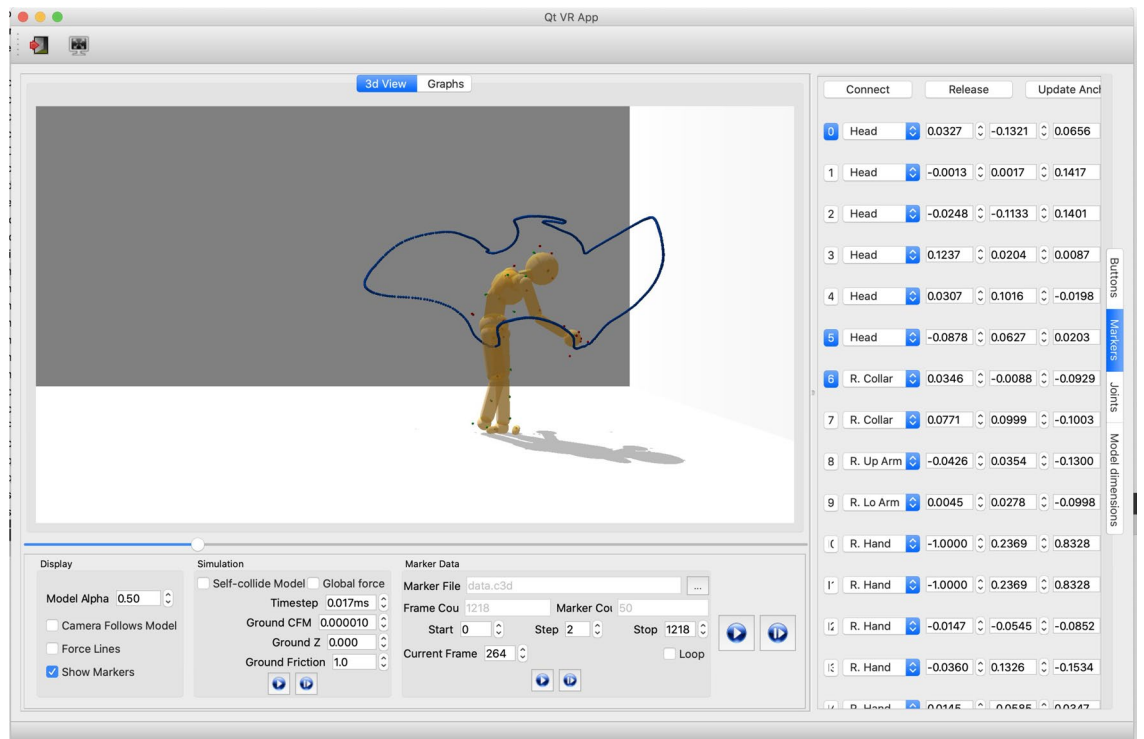 Qt VR App
3d View Graphs
Connect Release Update Ancl
0 Head 0.0327 -0.1321 0.0656
1 Head -0.0013 0.0017 0.1417
2 Head -0.0248 -0.1133 0.1401
3 Head 0.1237 0.0204 0.0087
4 Head 0.0307 0.1016 -0.0198
5 Head -0.0878 0.0627 0.0203
6 R. Collar 0.0346 -0.0088 -0.0929
7 R. Collar 0.0771 0.0999 -0.1003
8 R. Up Arm -0.0426 0.0354 -0.1300
9 R. Lo Arm 0.0045 0.0278 -0.0998
R. Hand -1.0000 0.2369 0.8328
R. Hand -1.0000 0.2369 0.8328
R. Hand -0.0147 -0.0545 -0.0852
R. Hand -0.0360 0.1326 -0.1534
R. Hand 0.0145 -0.0585 0.0347
Buttons
Markers
Joints
Model dimensions
Display
Model Alpha 0.50
Camera Follows Model
Force Lines
Show Markers
Simulation
Self-collide Model Global force
Timestep 0.017ms
Ground CFM 0.000010
Ground Z 0.000
Ground Friction 1.0
Marker Data
Marker File data.c3d ...
Frame Cou 1218 Marker Cou 50
Start 0 Step 2 Stop 1218
Current Frame 264 Loop